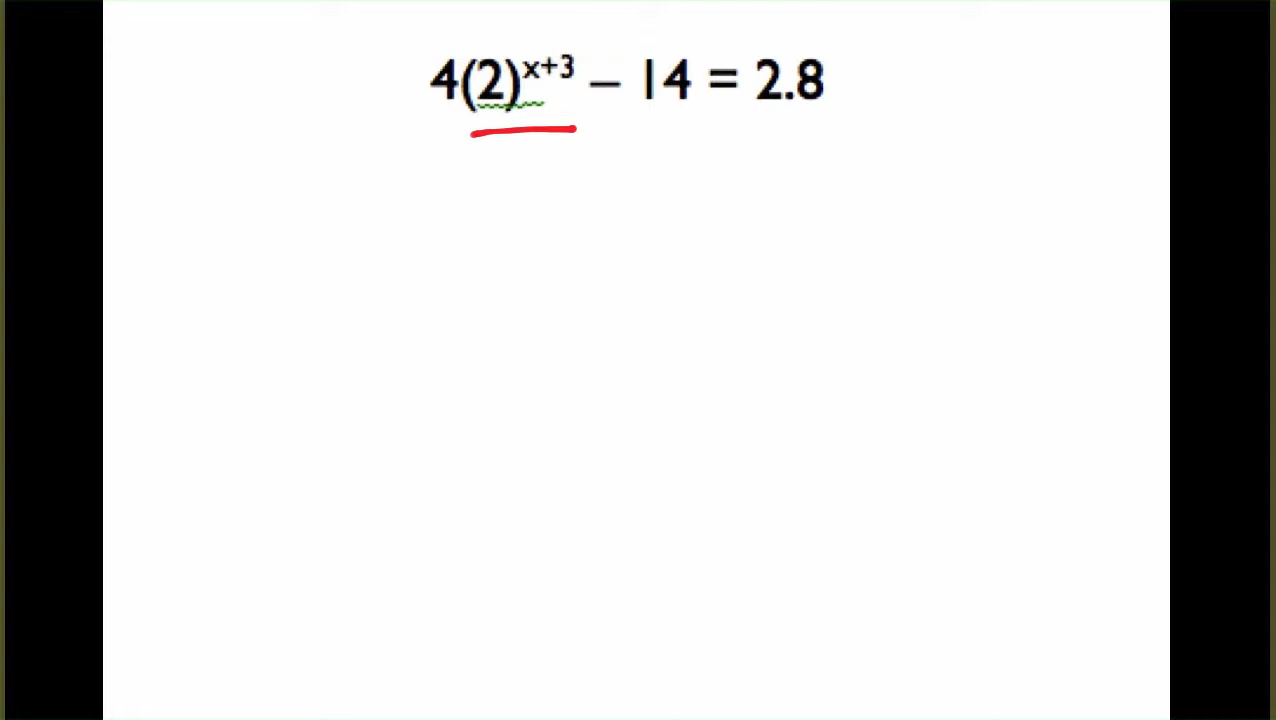 4(2)^{x+3} – 14 = 2.8